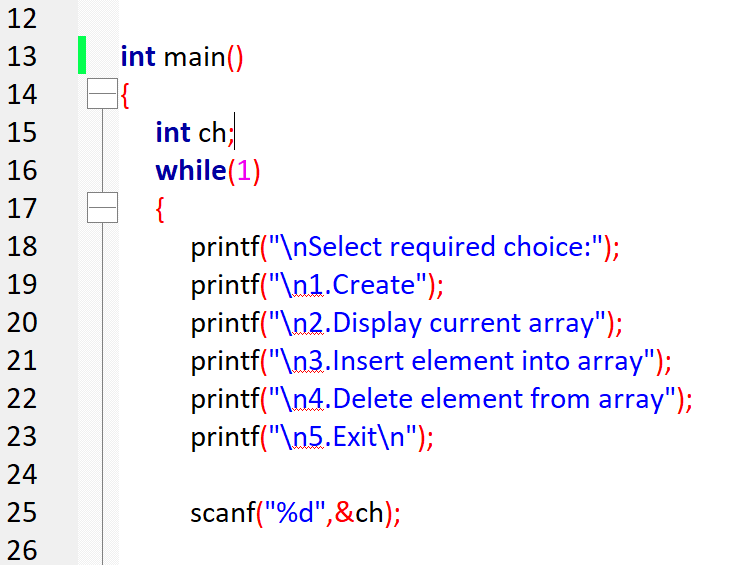 12
13 int main()
14 {
15 int ch;
16 while(1)
17 {
18 printf("\nSelect required choice:");
19 printf("\n1.Create");
20 printf("\n2.Display current array");
21 printf("\n3.Insert element into array");
22 printf("\n4.Delete element from array");
23 printf("\n5.Exit\n");
24
25 scanf("%d",&ch);
26